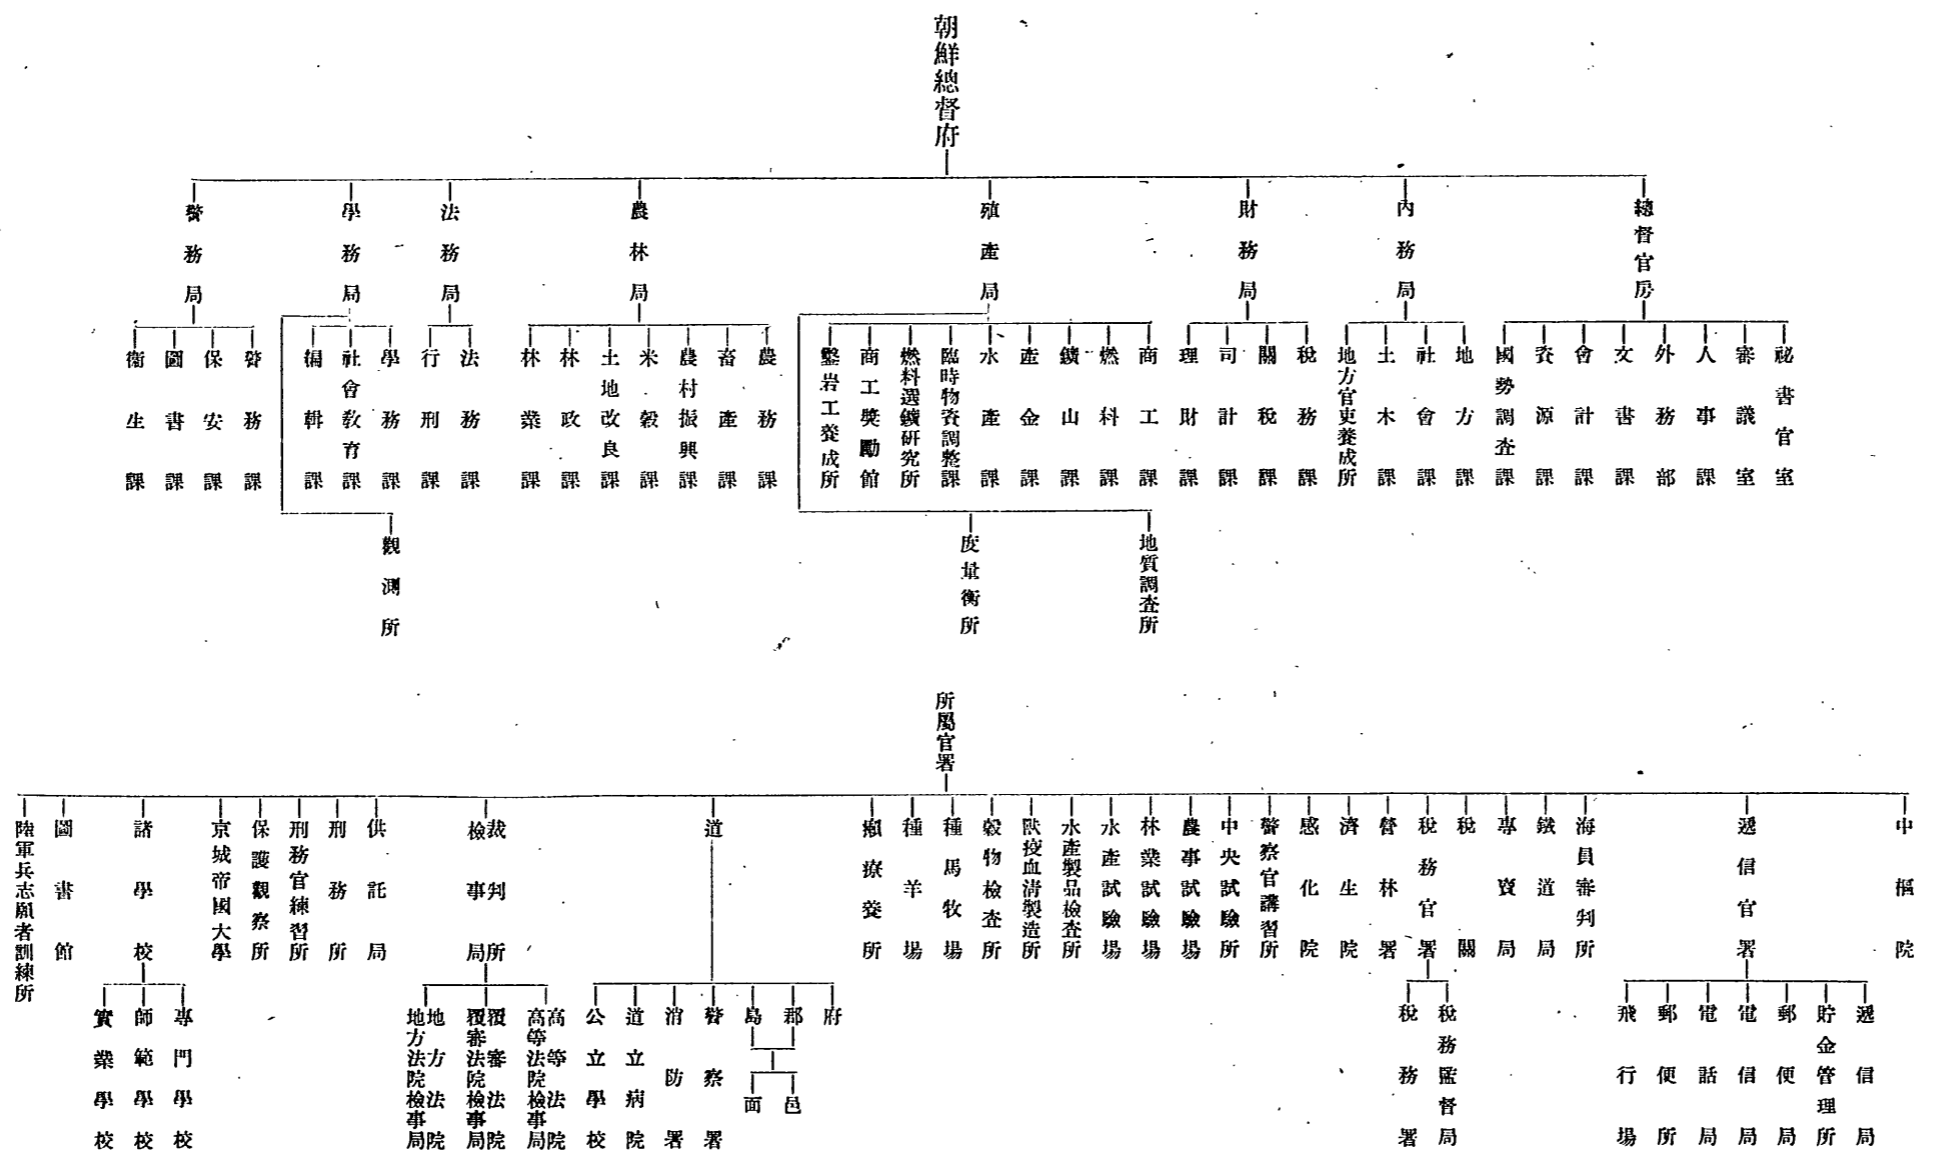 朝鮮總督府
總督官房
內務局
財務局
殖產局
農林局
法務局
學務局
警務局
祕書官室
審議室
人事課
外務部
文書課
會計課
資源課
國勢調査課
地方課
社會課
土木課
地方官吏養成所
稅務課
關稅課
司計課
理財課
商工課
燃料課
鑛山課
產金課
水產課
臨時物資調整課
燃料選鑛硏究所
商工奬勵館
鑿岩工養成所
農務課
畜產課
農村振興課
米穀課
土地改良課
林政課
林業課
法務課
行刑課
學務課
社會敎育課
編輯課
警務課
保安課
圖書課
衞生課
地質調査所
度量衡所
觀測所
所屬官署
中樞院
遞信官署
海員審判所
鐵道局
專賣局
稅關
稅務官署
營林署
濟生院
感化院
警察官講習所
中央試驗所
農事試驗場
林業試驗場
水產試驗場
水產製品檢査所
獸疫血淸製造所
穀物檢査所
種馬牧場
種羊場
癩療養所
道
裁判所
檢事局
供託局
刑務所
刑務官練習所
保護觀察所
京城帝國大學
諸學校
圖書館
陸軍兵志願者訓練所
遞信局
貯金管理所
郵便局
電信局
電話局
郵便所
飛行場
稅務監督局
稅務署
府
郡
島
邑
面
警察署
消防署
道立病院
公立學校
高等法院
高等法院檢事局
覆審法院
覆審法院檢事局
地方法院
地方法院檢事局
專門學校
師範學校
實業學校